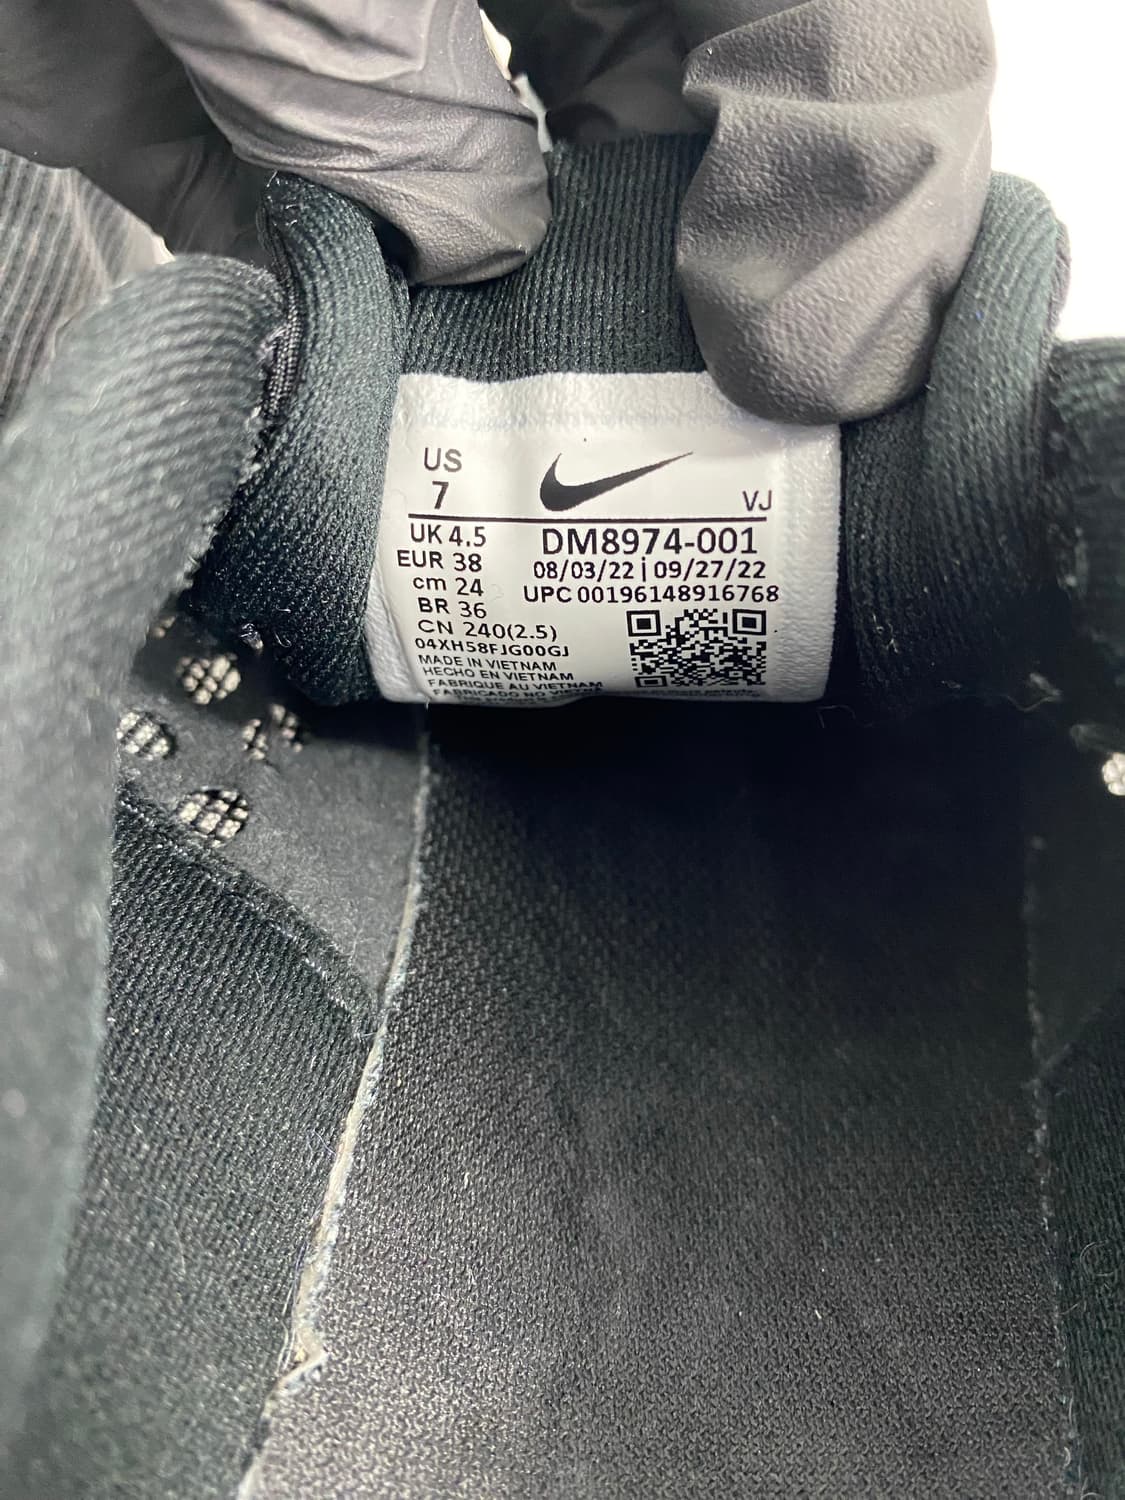 US
7
VJ
UK 4.5
EUR 38
cm 24
BR 36
CN 240(2.5)
04XH58FJG00GJ
MADE IN VIETNAM
HECHO EN VIETNAM
FABRIQUE AU VIETNAM
FABRICADO
DM8974-001
08/03/22 | 09/27/22
UPC 00196148916768